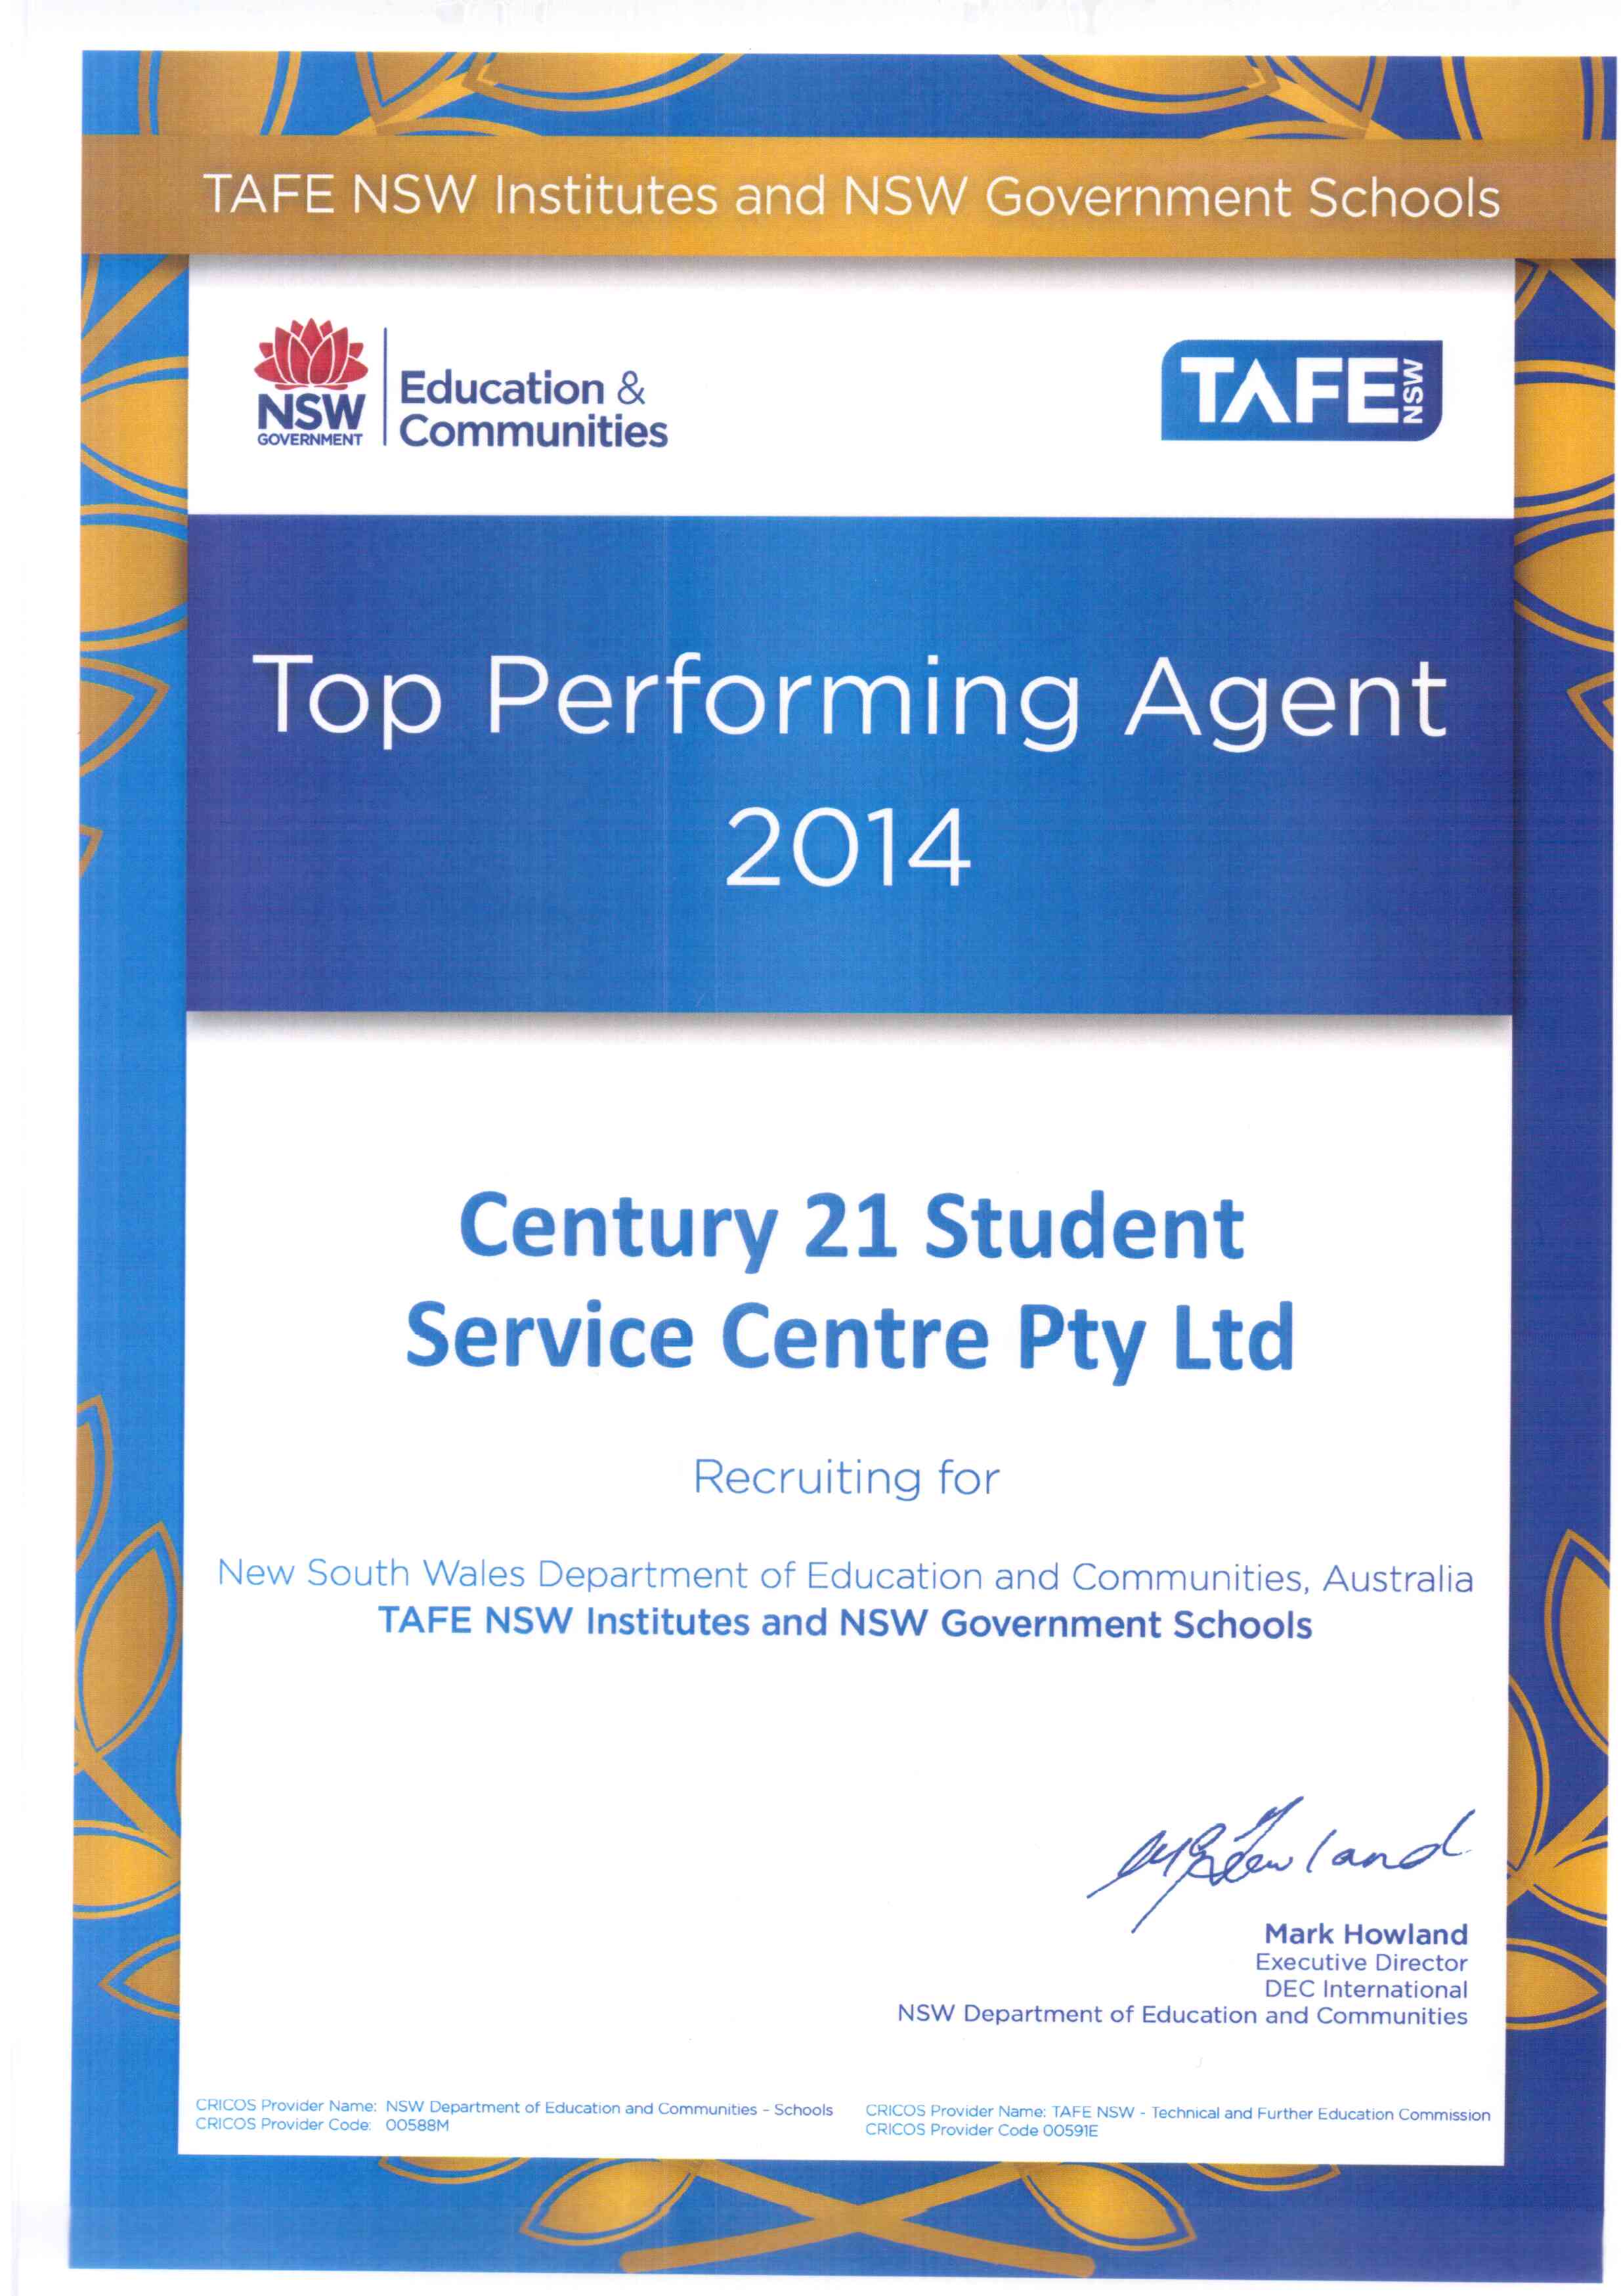 TAFE NSW Institutes and NSW Government Schools
NSW
GOVERNMENT
Education &
Communities
TAFE NSW
Top Performing Agent
2014
Century 21 Student
Service Centre Pty Ltd
Recruiting for
New South Wales Department of Education and Communities, Australia
TAFE NSW Institutes and NSW Government Schools
Mark Howland
Executive Director
DEC International
NSW Department of Education and Communities
CRICOS Provider Name: NSW Department of Education and Communities – Schools
CRICOS Provider Code: 00588M
CRICOS Provider Name: TAFE NSW - Technical and Further Education Commission
CRICOS Provider Code 00591E